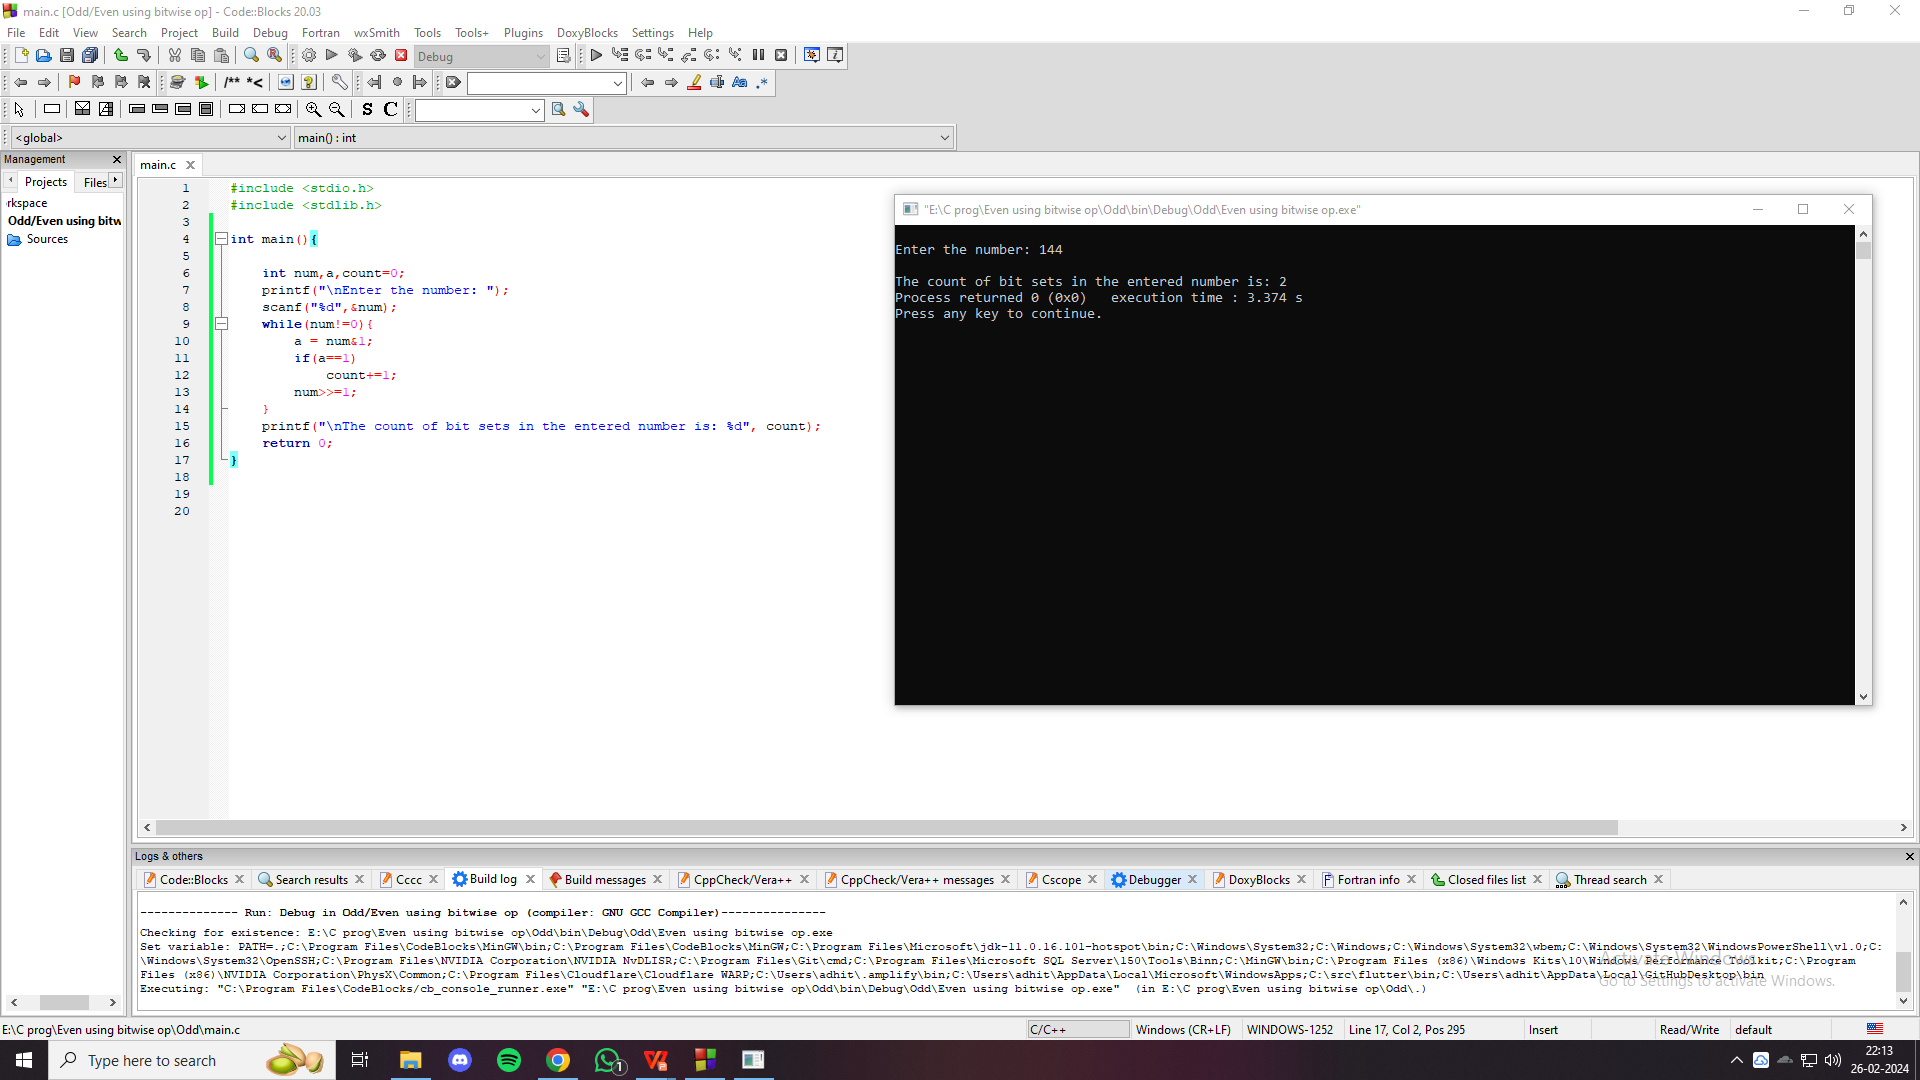 main.c [Odd/Even using bitwise op] - Code::Blocks 20.03
File Edit View Search Project Build Debug Fortran wxSmith Tools Tools+ Plugins DoxyBlocks Settings Help
Debug
/** *<
S C
<global> main() : int
Management
Projects Files
rkspace
Odd/Even using bitw
Sources
main.c
1 #include <stdio.h>
2 #include <stdlib.h>
3
4 int main(){
5
6 int num,a,count=0;
7 printf("\nEnter the number: ");
8 scanf("%d",&num);
9 while(num!=0){
10 a = num&1;
11 if(a==1)
12 count+=1;
13 num>>=1;
14 }
15 printf("\nThe count of bit sets in the entered number is: %d", count);
16 return 0;
17 }
18
19
20
"E:\C prog\Even using bitwise op\Odd\bin\Debug\Odd\Even using bitwise op.exe"
Enter the number: 144
The count of bit sets in the entered number is: 2
Process returned 0 (0x0) execution time : 3.374 s
Press any key to continue.
Logs & others
Code::Blocks Search results Cccc Build log Build messages CppCheck/Vera++ CppCheck/Vera++ messages Cscope Debugger DoxyBlocks Fortran info Closed files list Thread search
-------------- Run: Debug in Odd/Even using bitwise op (compiler: GNU GCC Compiler)---------------
Checking for existence: E:\C prog\Even using bitwise op\Odd\bin\Debug\Odd\Even using bitwise op.exe
Set variable: PATH=.;C:\Program Files\CodeBlocks\MinGW\bin;C:\Program Files\CodeBlocks\MinGW;C:\Program Files\Microsoft\jdk-11.0.16.101-hotspot\bin;C:\Windows\System32;C:\Windows;C:\Windows\System32\wbem;C:\Windows\System32\WindowsPowerShell\v1.0;C:
\Windows\System32\OpenSSH;C:\Program Files\NVIDIA Corporation\NVIDIA NvDLISR;C:\Program Files\Git\cmd;C:\Program Files\Microsoft SQL Server\150\Tools\Binn;C:\MinGW\bin;C:\Program Files (x86)\Windows Kits\10\Windows Performance Toolkit;C:\Program
Files (x86)\NVIDIA Corporation\PhysX\Common;C:\Program Files\Cloudflare\Cloudflare WARP;C:\Users\adhit\.amplify\bin;C:\Users\adhit\AppData\Local\Microsoft\WindowsApps;C:\src\flutter\bin;C:\Users\adhit\AppData\Local\GitHubDesktop\bin
Executing: "C:\Program Files\CodeBlocks/cb_console_runner.exe" "E:\C prog\Even using bitwise op\Odd\bin\Debug\Odd\Even using bitwise op.exe" (in E:\C prog\Even using bitwise op\Odd\.)
Activate Windows
Go to Settings to activate Windows.
E:\C prog\Even using bitwise op\Odd\main.c C/C++ Windows (CR+LF) WINDOWS-1252 Line 17, Col 2, Pos 295 Insert Read/Write default
Type here to search
1
22:13
26-02-2024